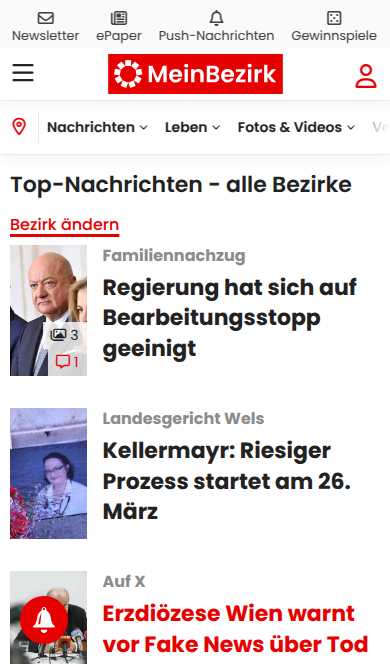 Newsletter
ePaper
Push-Nachrichten
Gewinnspiele
MeinBezirk
Nachrichten
Leben
Fotos & Videos
Top-Nachrichten - alle Bezirke
Bezirk ändern
3
1
Familiennachzug
Regierung hat sich auf
Bearbeitungsstopp
geeinigt
Landesgericht Wels
Kellermayr: Riesiger
Prozess startet am 26.
März
Auf X
Erzdiözese Wien warnt
vor Fake News über Tod